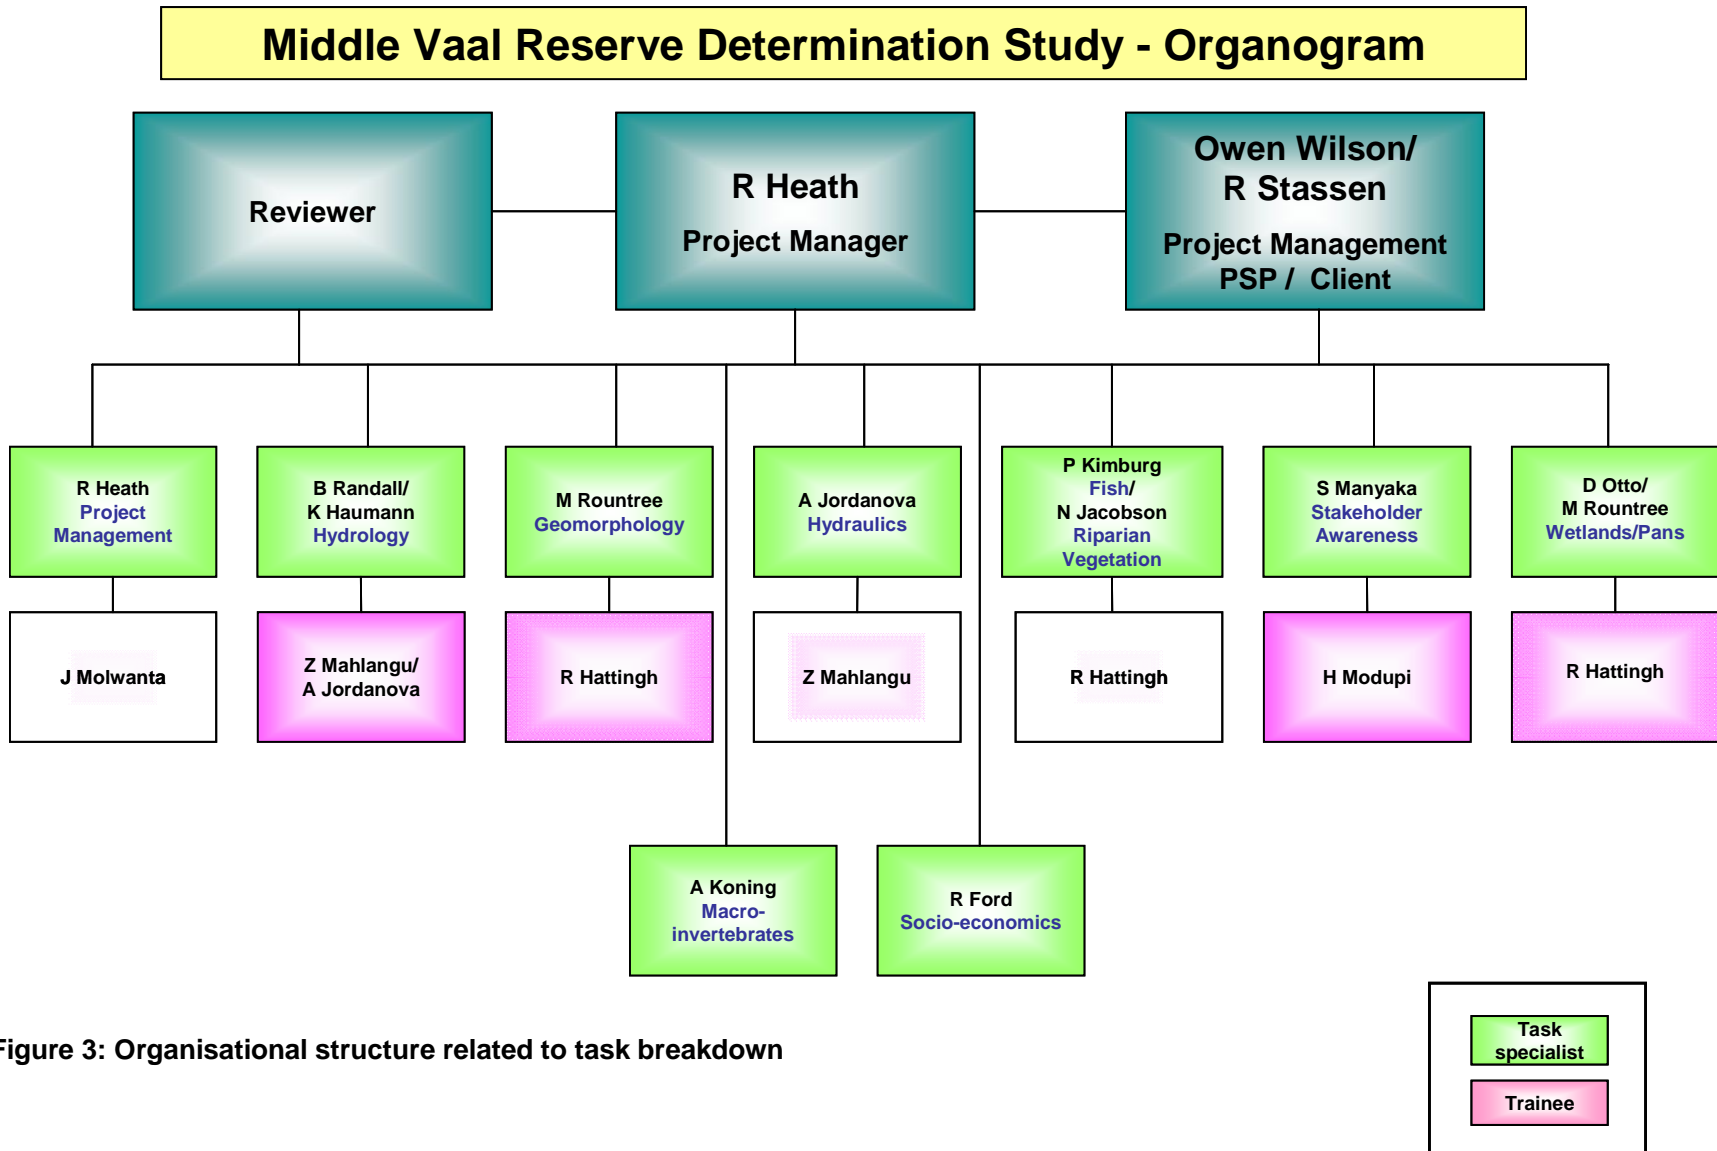 Middle Vaal Reserve Determination Study - Organogram
Reviewer
R Heath
Project Manager
Owen Wilson/
R Stassen
Project Management
PSP / Client
R Heath
Project
Management
B Randall/
K Haumann
Hydrology
M Rountree
Geomorphology
A Jordanova
Hydraulics
P Kimburg
Fish/
N Jacobson
Riparian
Vegetation
S Manyaka
Stakeholder
Awareness
D Otto/
M Rountree
Wetlands/Pans
J Molwanta
Z Mahlangu/
A Jordanova
R Hattingh
Z Mahlangu
R Hattingh
H Modupi
R Hattingh
A Koning
Macro-
invertebrates
R Ford
Socio-economics
Figure 3: Organisational structure related to task breakdown
Task
specialist
Trainee